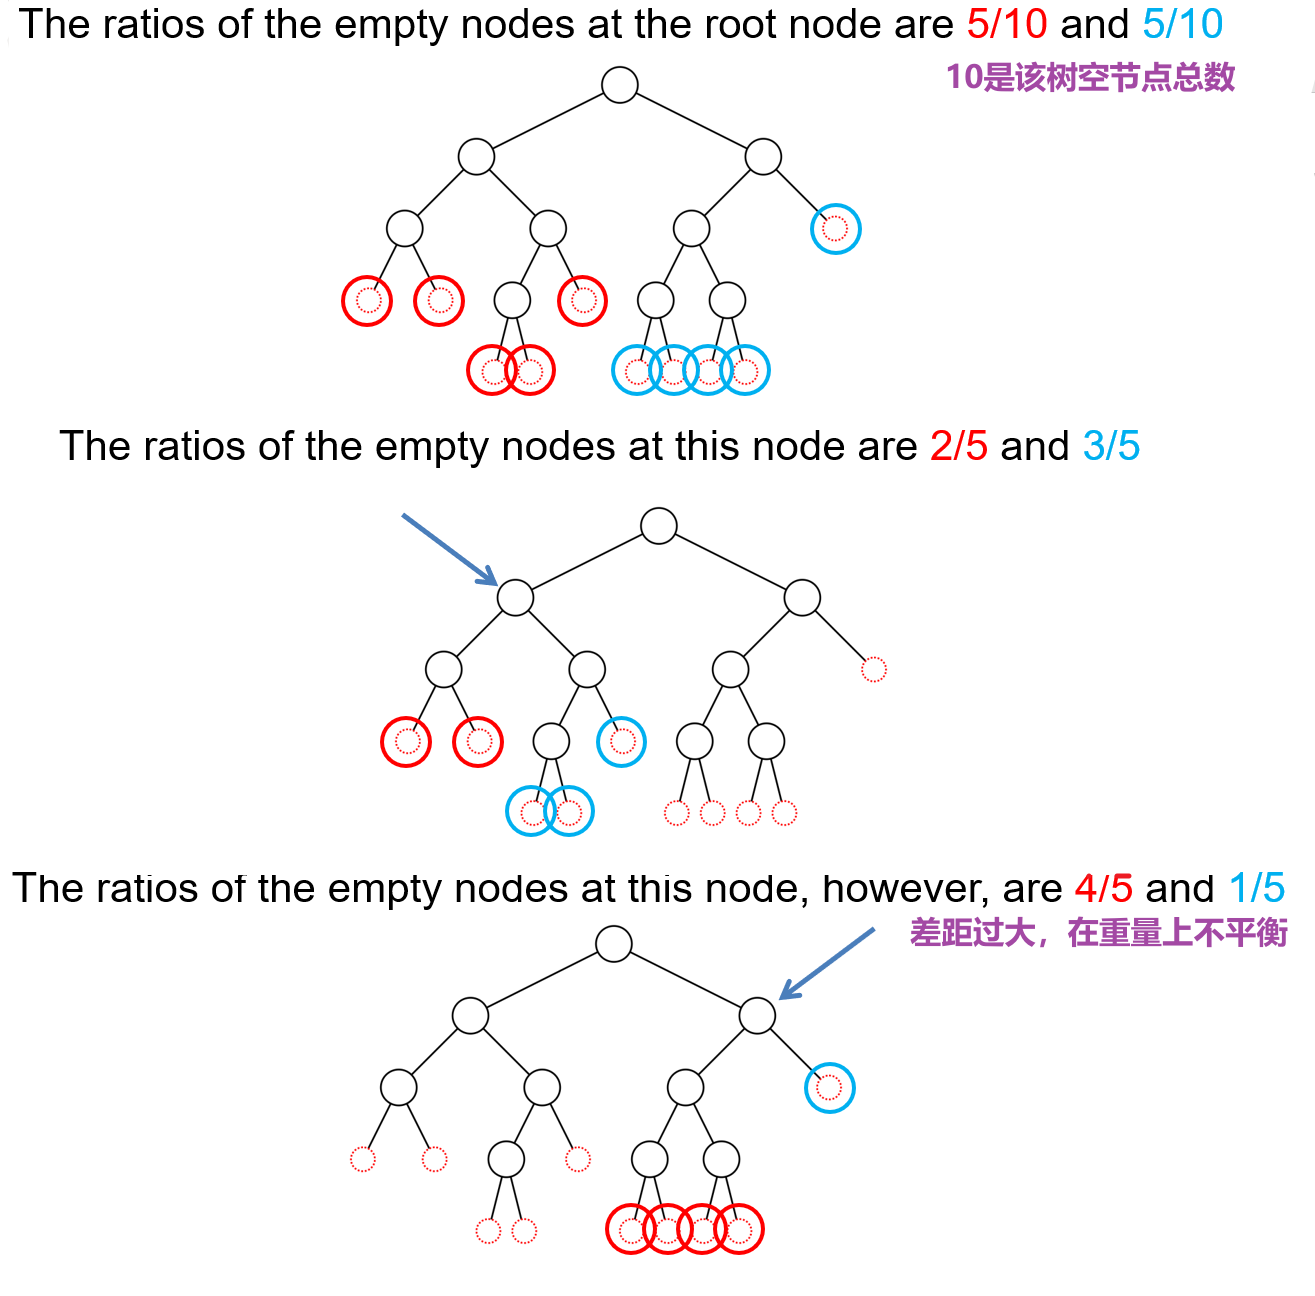 The ratios of the empty nodes at the root node are 5/10 and 5/10
10是该树空节点总数
The ratios of the empty nodes at this node are 2/5 and 3/5
The ratios of the empty nodes at this node, however, are 4/5 and 1/5
差距过大，在重量上不平衡